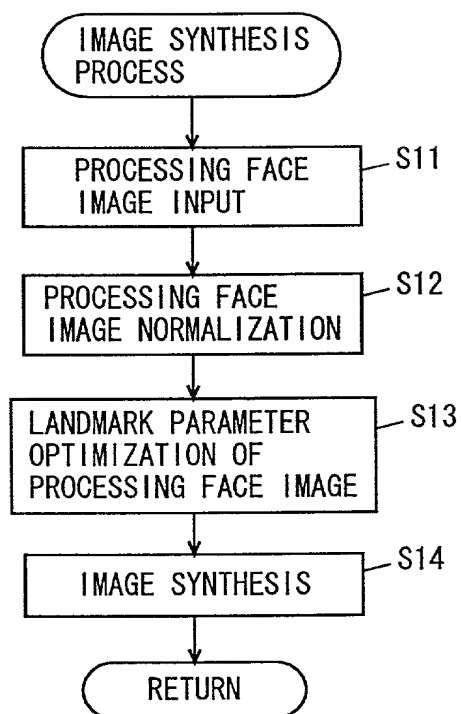 IMAGE SYNTHESIS
PROCESS
PROCESSING FACE
IMAGE INPUT
S11
PROCESSING FACE
IMAGE NORMALIZATION
S12
LANDMARK PARAMETER
OPTIMIZATION OF
PROCESSING FACE IMAGE
S13
IMAGE SYNTHESIS
S14
RETURN